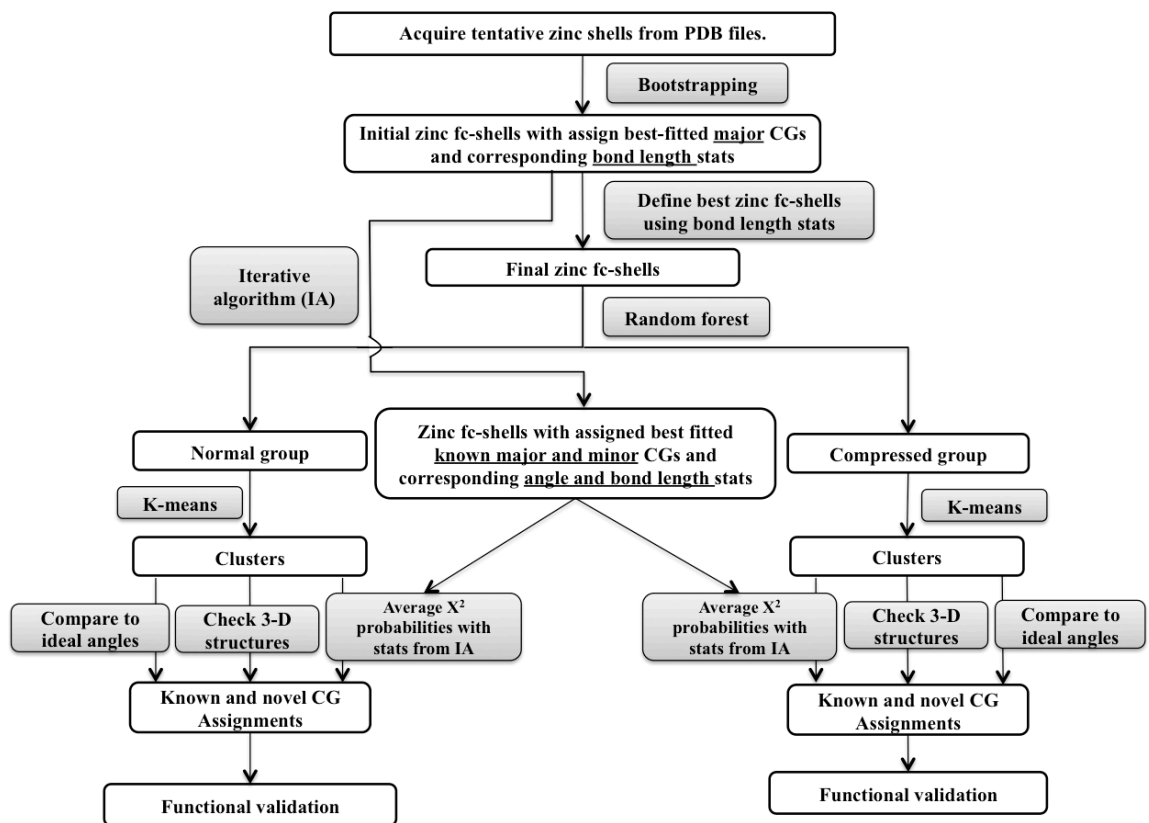 Acquire tentative zinc shells from PDB files.
Bootstrapping
Initial zinc fc-shells with assign best-fitted major CGs
and corresponding bond length stats
Define best zinc fc-shells
using bond length stats
Iterative
algorithm (IA)
Final zinc fc-shells
Random forest
Normal group
Zinc fc-shells with assigned best fitted
known major and minor CGs and
corresponding angle and bond length stats
Compressed group
K-means
K-means
Clusters
Clusters
Compare to
ideal angles
Check 3-D
structures
Average X²
probabilities with
stats from IA
Average X²
probabilities with
stats from IA
Check 3-D
structures
Compare to
ideal angles
Known and novel CG
Assignments
Known and novel CG
Assignments
Functional validation
Functional validation